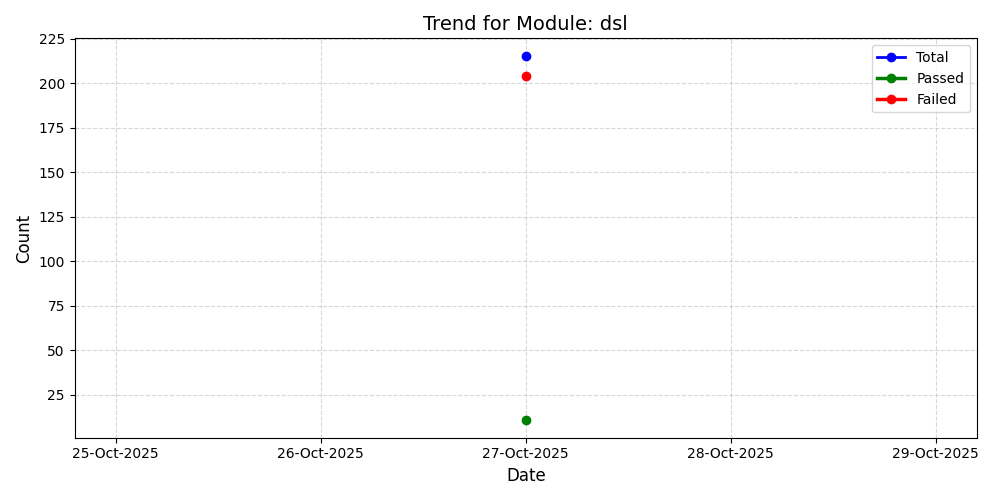 Trend for Module: dsl
225
200
175
150
125
100
75
50
25
Count
Total
Passed
Failed
25-Oct-2025
26-Oct-2025
27-Oct-2025
28-Oct-2025
29-Oct-2025
Date